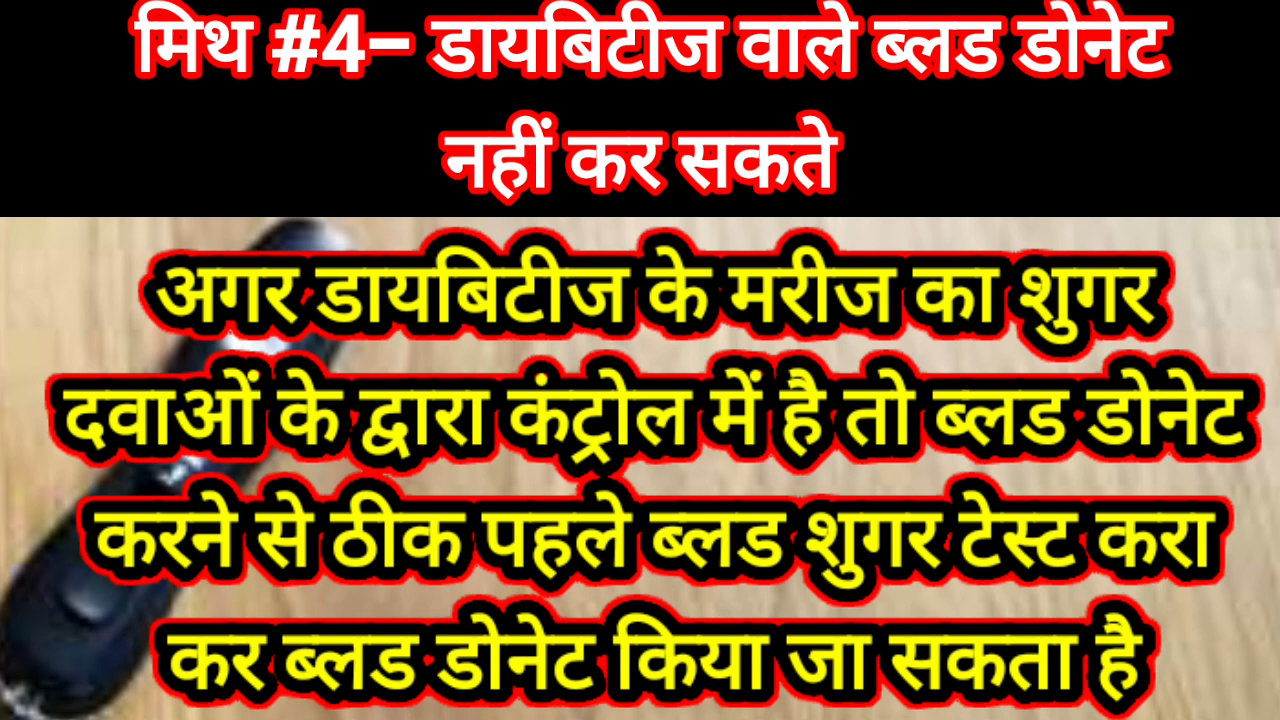 मिथ #4– डायबिटीज वाले ब्लड डोनेट
नहीं कर सकते
अगर डायबिटीज के मरीज का शुगर
दवाओं के द्वारा कंट्रोल में है तो ब्लड डोनेट
करने से ठीक पहले ब्लड शुगर टेस्ट करा
कर ब्लड डोनेट किया जा सकता है